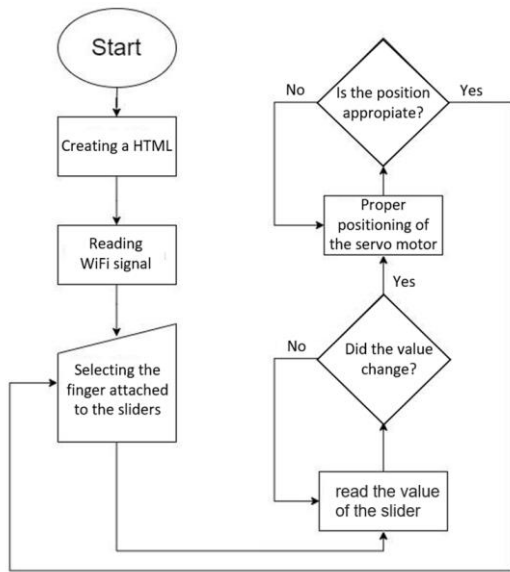 Start
Creating a HTML
Reading
WiFi signal
Selecting the
finger attached
to the sliders
Is the position
appropiate?
No
Yes
Proper
positioning of
the servo motor
Yes
No
Did the value
change?
read the value
of the slider